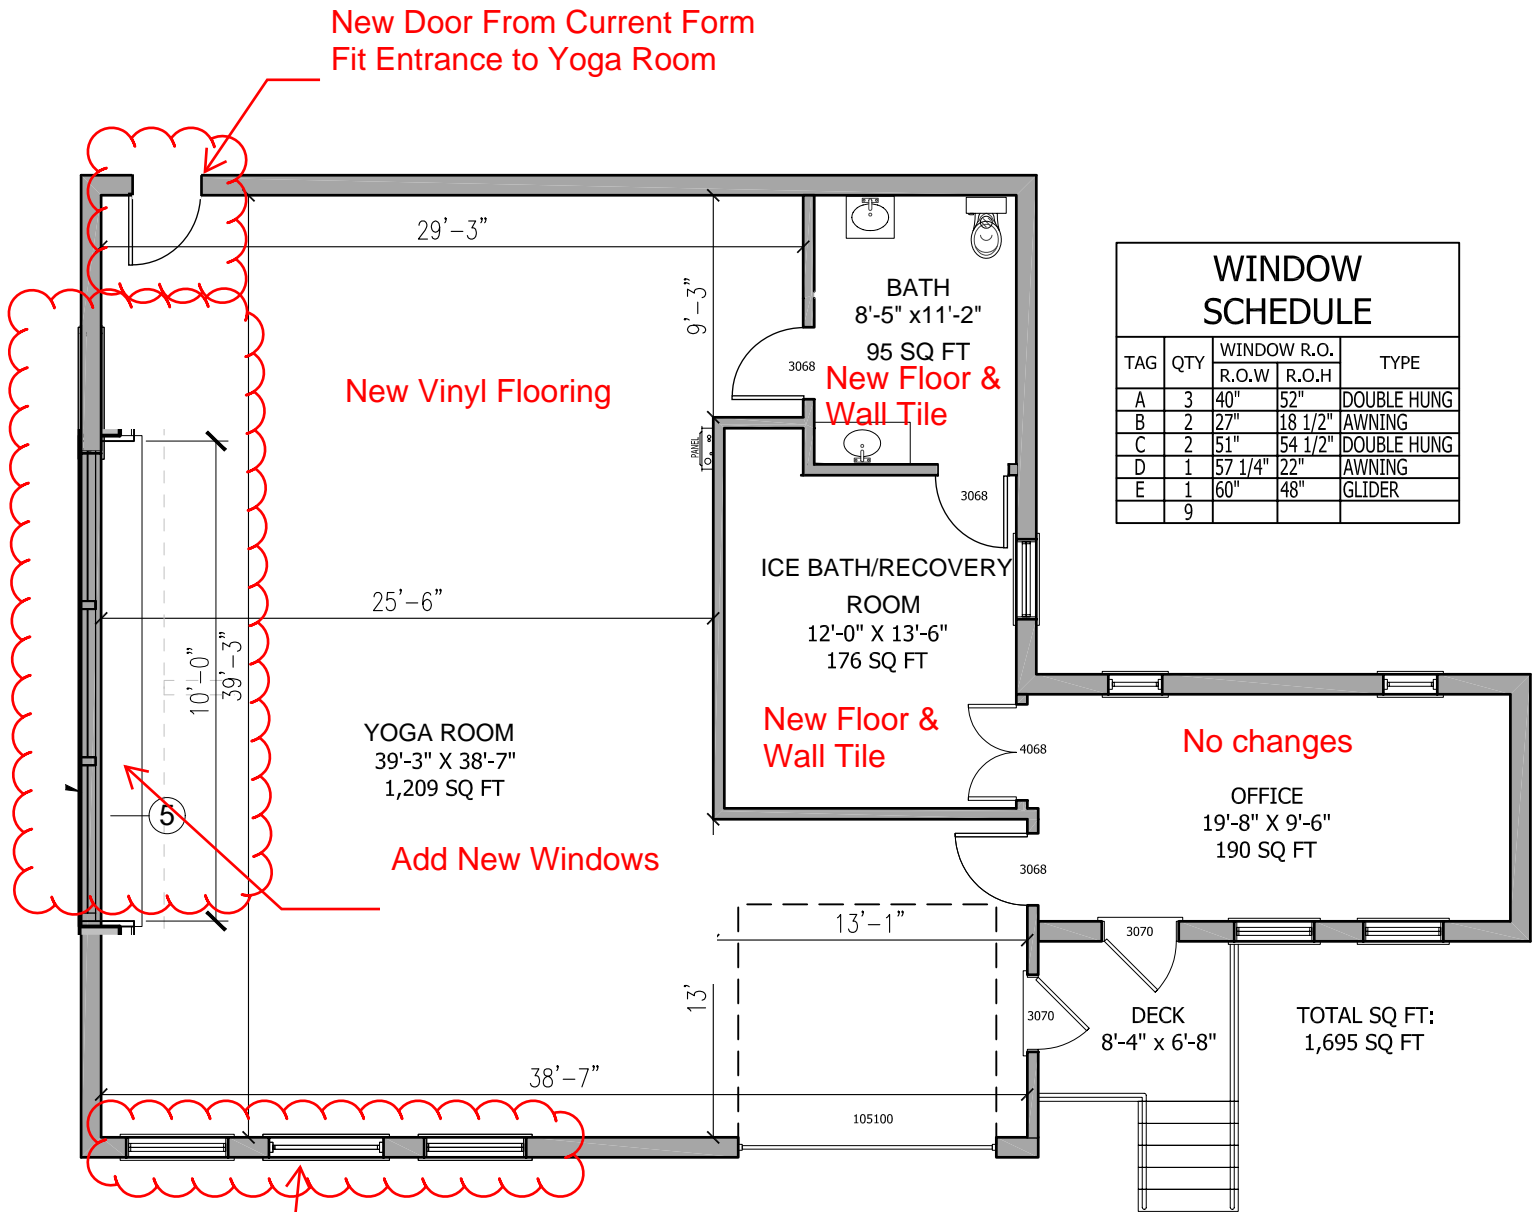 New Door From Current Form
Fit Entrance to Yoga Room
29'-3"
9'-3"
BATH
8'-5" x11'-2"
95 SQ FT
New Floor &
Wall Tile
3068
WINDOW
SCHEDULE
TAG QTY WINDOW R.O. TYPE
R.O.W R.O.H
A 3 40" 52" DOUBLE HUNG
B 2 27" 18 1/2" AWNING
C 2 51" 54 1/2" DOUBLE HUNG
D 1 57 1/4" 22" AWNING
E 1 60" 48" GLIDER
9
New Vinyl Flooring
PANEL
3068
ICE BATH/RECOVERY
ROOM
12'-0" X 13'-6"
176 SQ FT
25'-6"
10'-0"
39'-3"
YOGA ROOM
39'-3" X 38'-7"
1,209 SQ FT
New Floor &
Wall Tile
4068
No changes
OFFICE
19'-8" X 9'-6"
190 SQ FT
5
Add New Windows
3068
13'-1"
3070
13'
3070
DECK
8'-4" x 6'-8"
TOTAL SQ FT:
1,695 SQ FT
38'-7"
105100